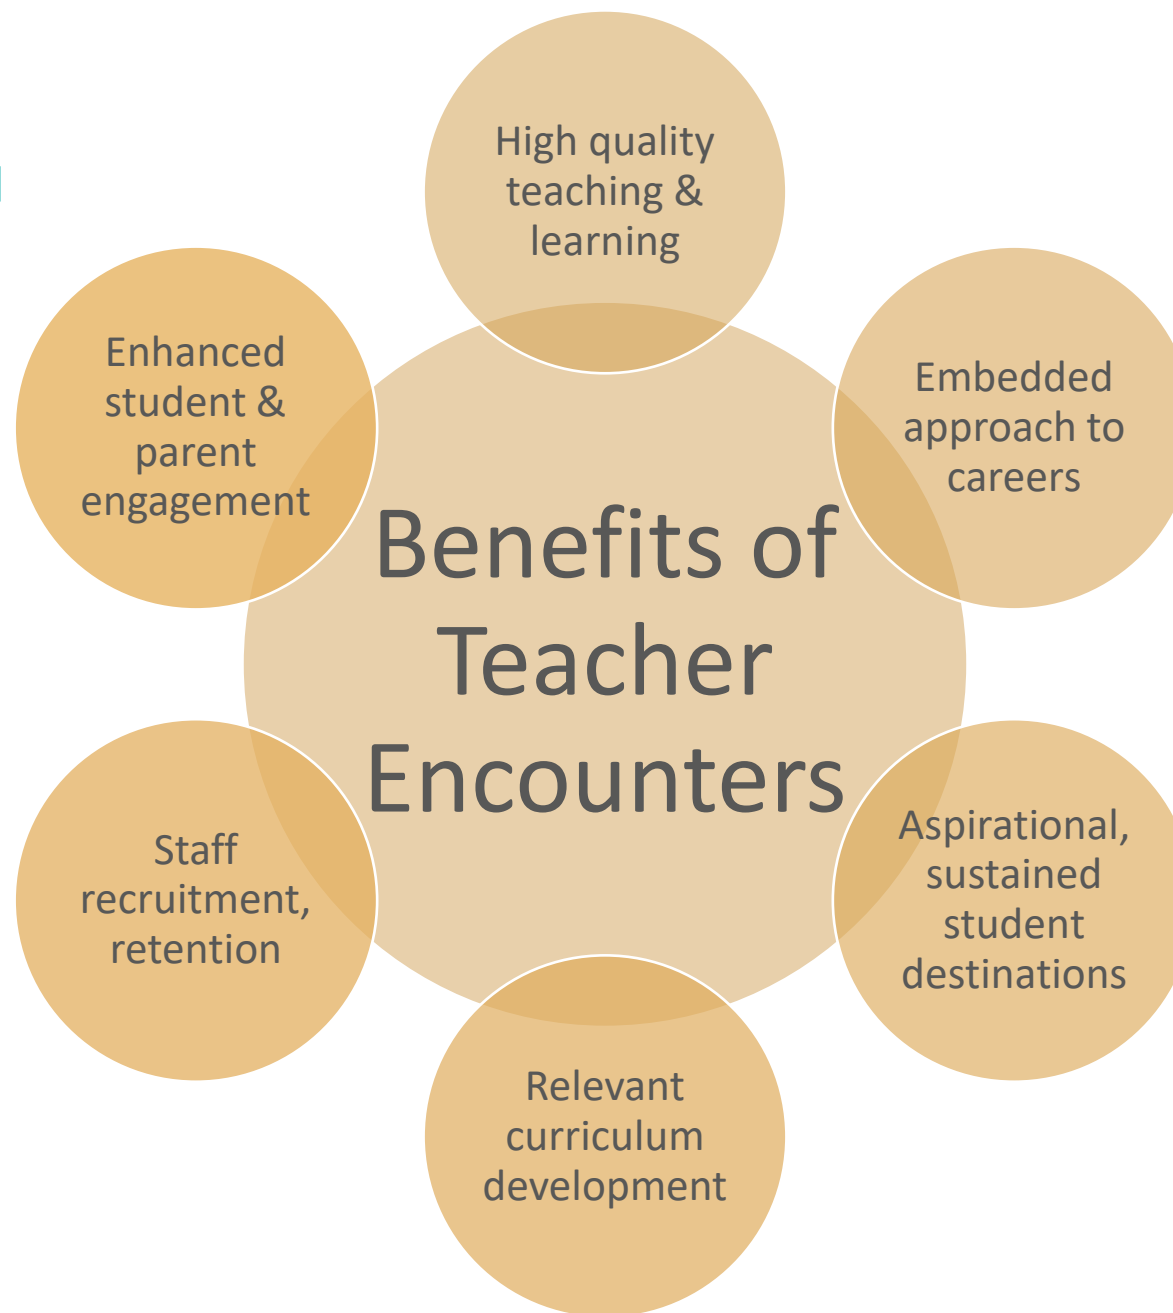 High quality
teaching &
learning
Enhanced
student &
parent
engagement
Embedded
approach to
careers
Benefits of
Teacher
Encounters
Staff
recruitment,
retention
Aspirational,
sustained
student
destinations
Relevant
curriculum
development